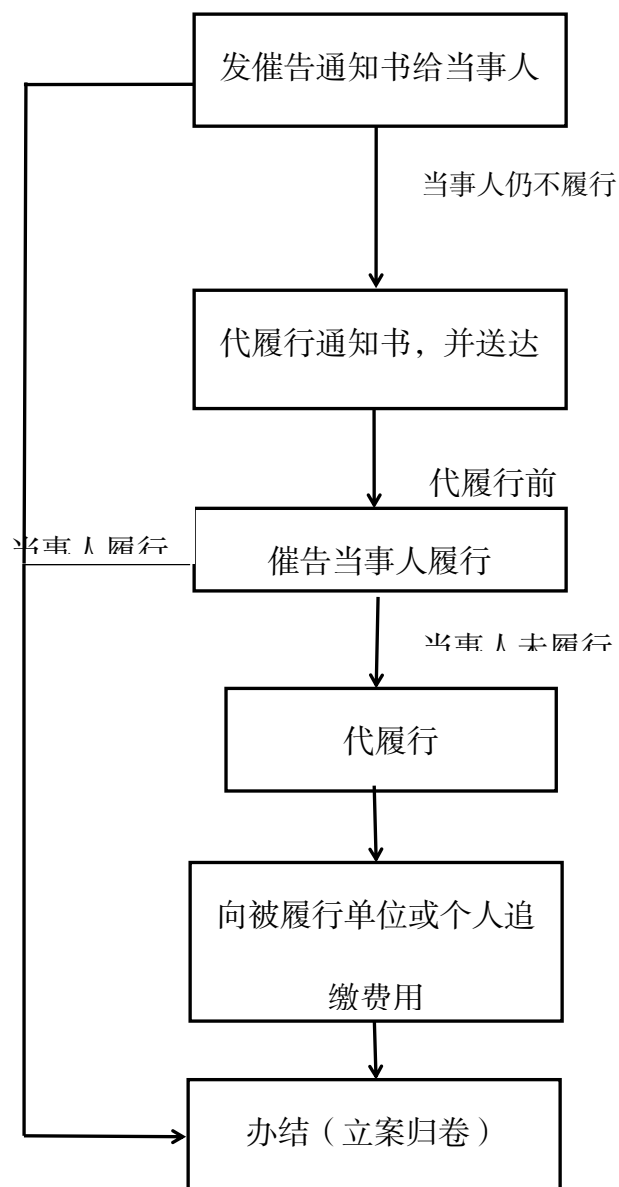 发催告通知书给当事人
当事人仍不履行
代履行通知书，并送达
代履行前
当事人履行
催告当事人履行
当事人未履行
代履行
向被履行单位或个人追
缴费用
办结（立案归卷）